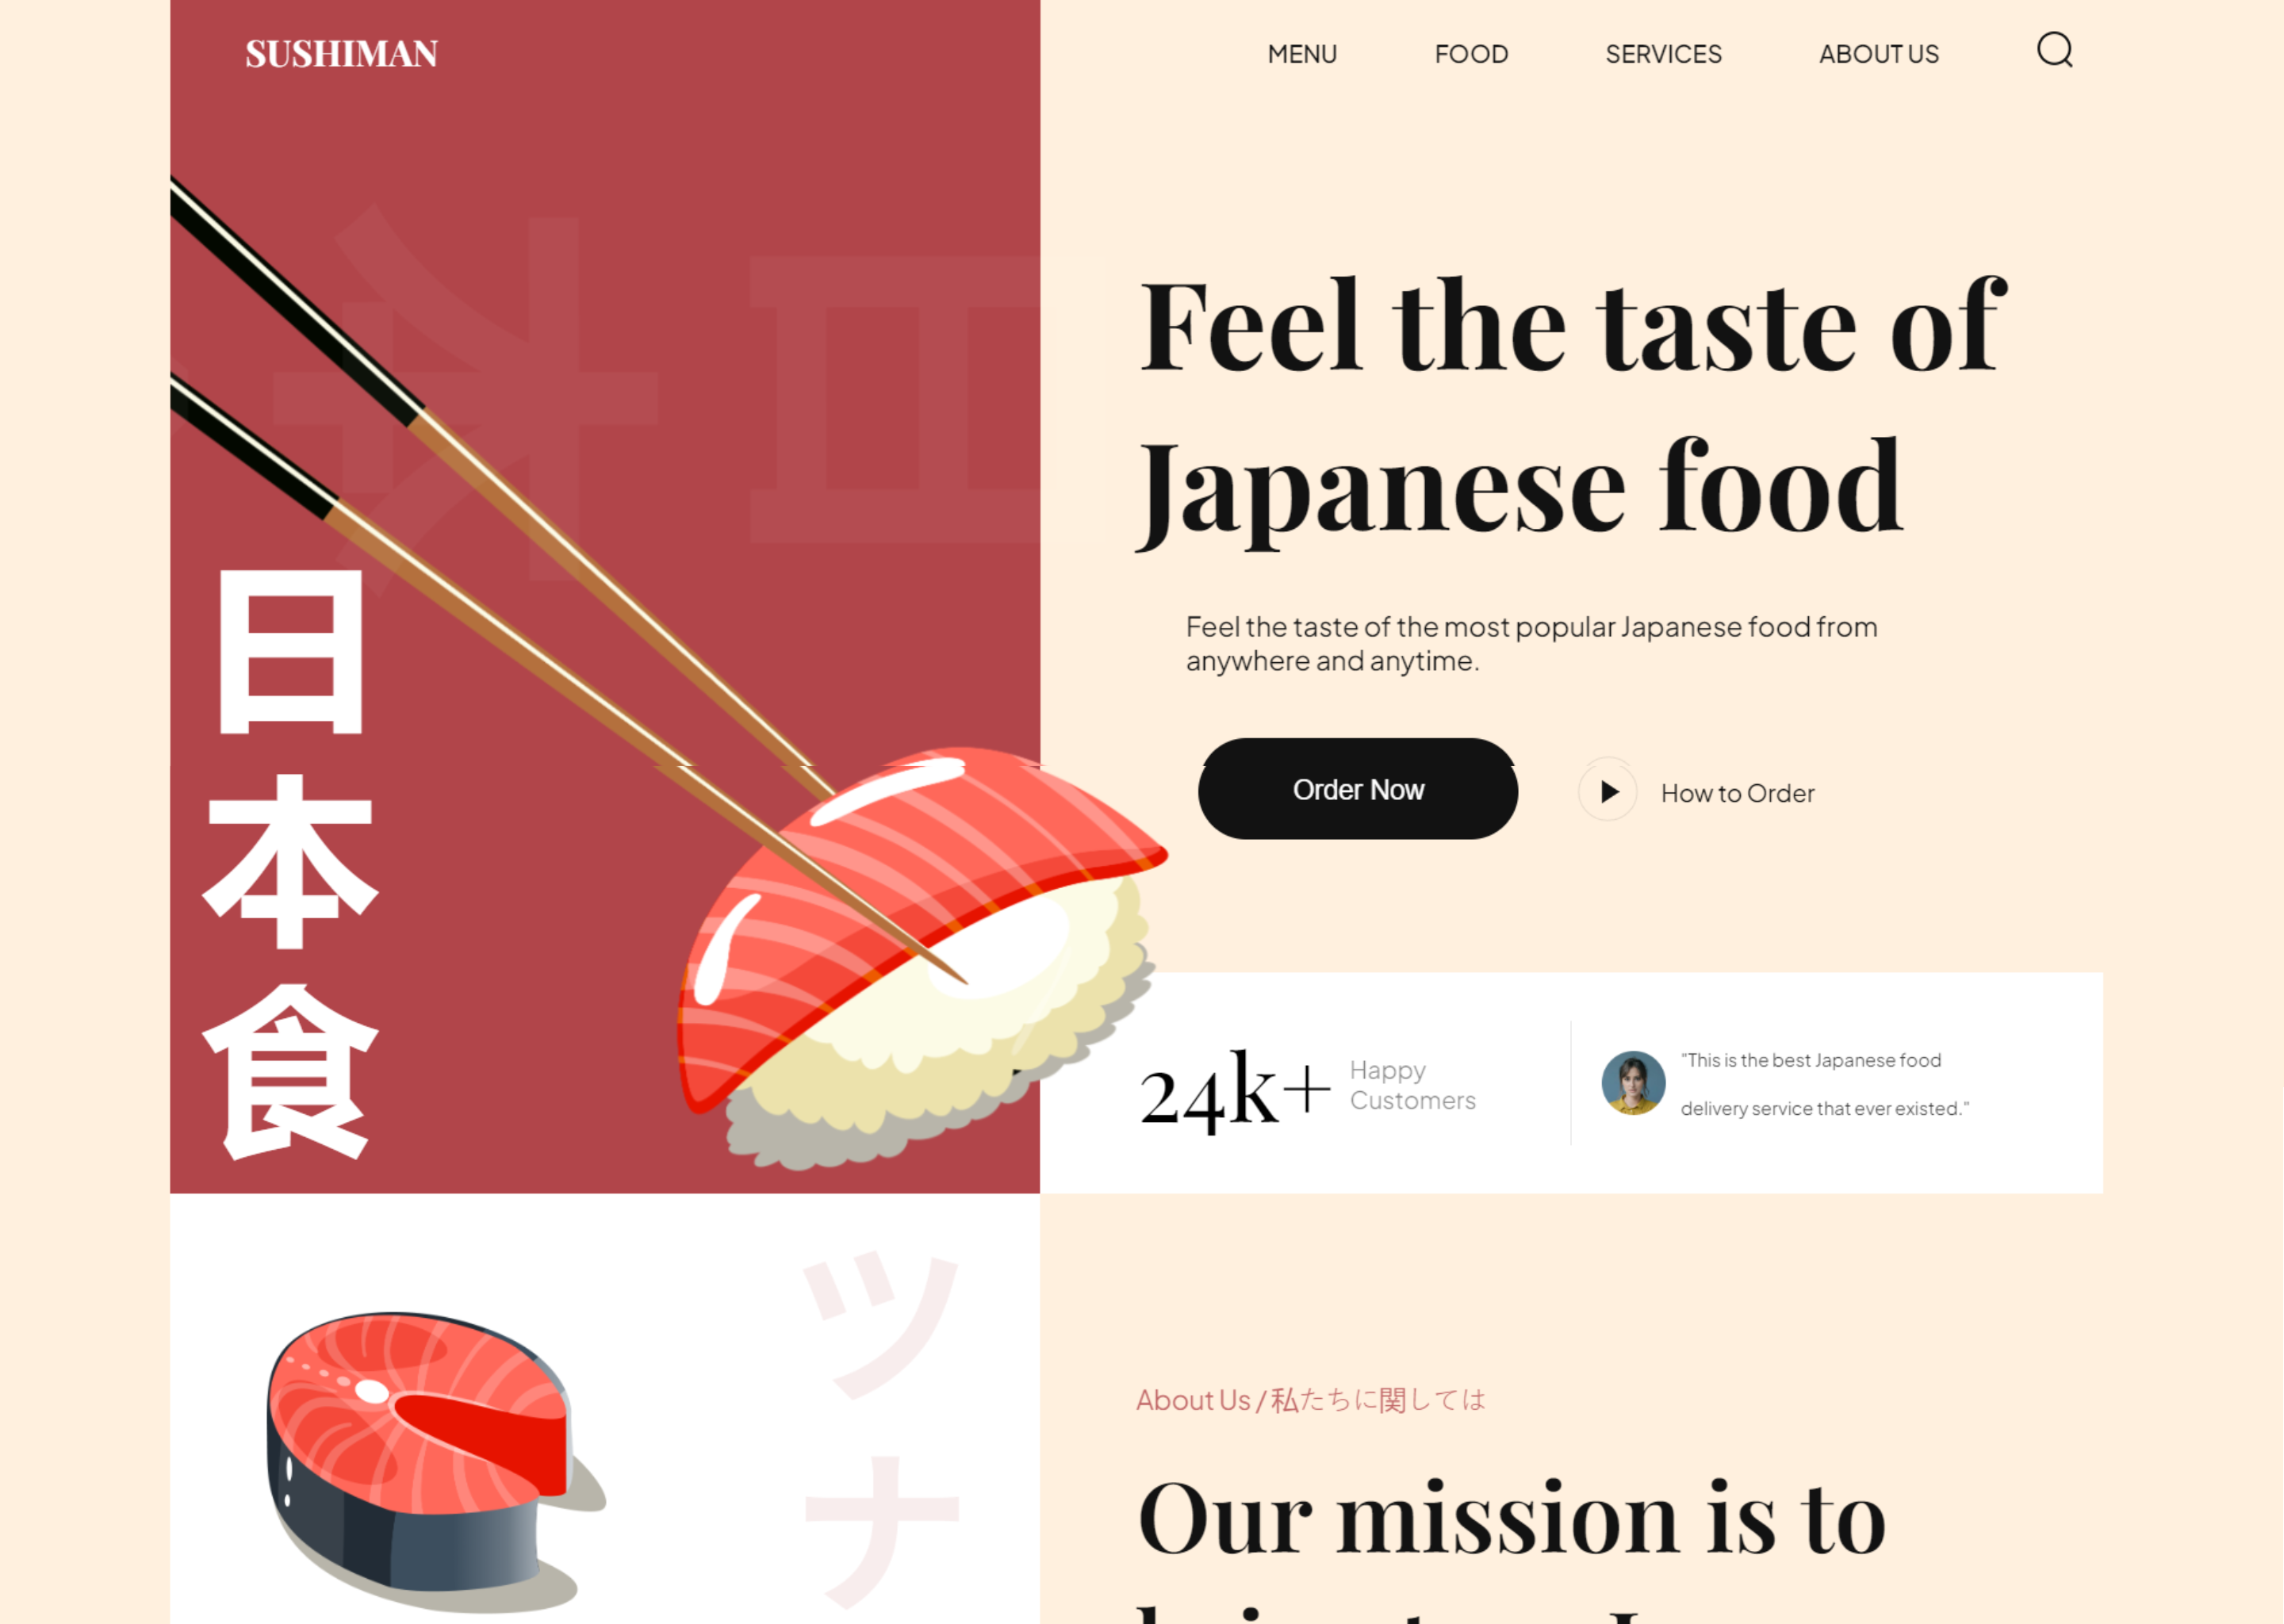 SUSHIMAN
MENU
FOOD
SERVICES
ABOUT US
Feel the taste of
Japanese food
Feel the taste of the most popular Japanese food from
anywhere and anytime.
Order Now
How to Order
日
本
食
24k+
Happy
Customers
"This is the best Japanese food
delivery service that ever existed."
ツ
ナ
About Us / 私たちに関しては
Our mission is to